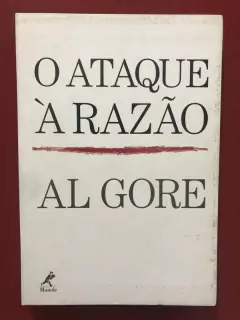 O ATAQUE
À RAZÃO
AL GORE
Manole